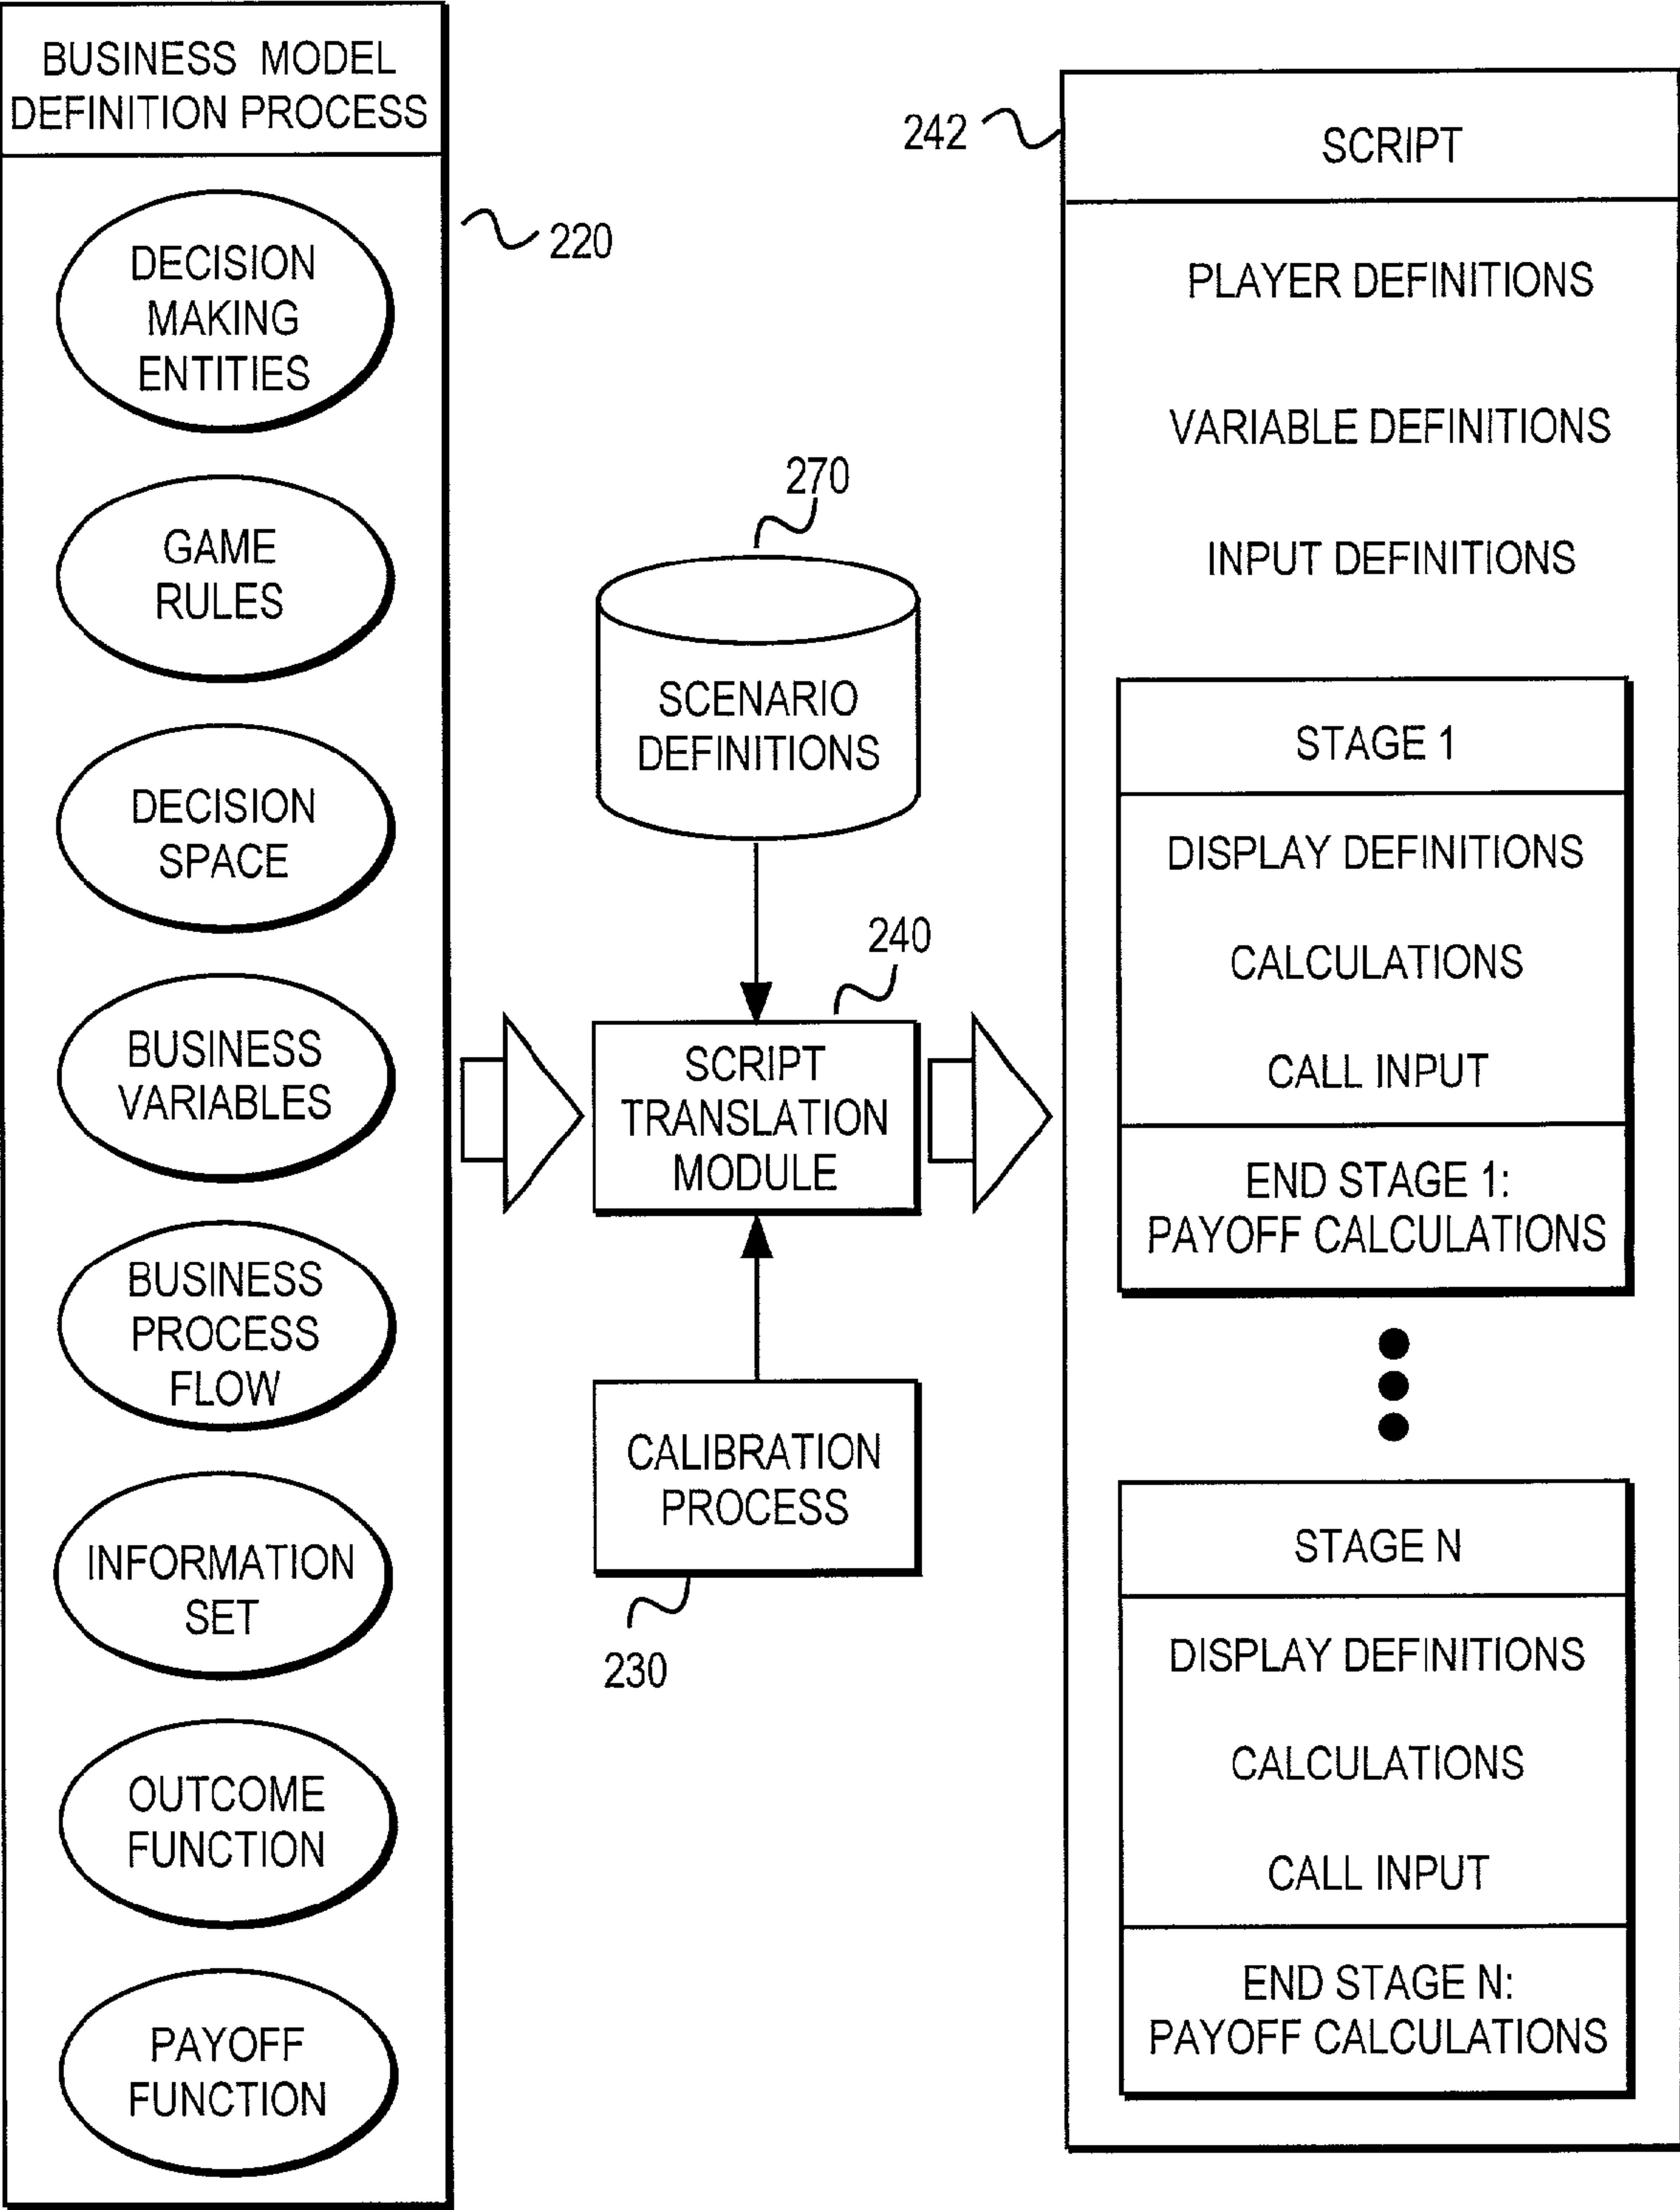 BUSINESS MODEL
DEFINITION PROCESS
220
DECISION
MAKING
ENTITIES
GAME
RULES
DECISION
SPACE
BUSINESS
VARIABLES
BUSINESS
PROCESS
FLOW
INFORMATION
SET
OUTCOME
FUNCTION
PAYOFF
FUNCTION
270
SCENARIO
DEFINITIONS
240
SCRIPT
TRANSLATION
MODULE
CALIBRATION
PROCESS
230
242
SCRIPT
PLAYER DEFINITIONS
VARIABLE DEFINITIONS
INPUT DEFINITIONS
STAGE 1
DISPLAY DEFINITIONS
CALCULATIONS
CALL INPUT
END STAGE 1:
PAYOFF CALCULATIONS
STAGE N
DISPLAY DEFINITIONS
CALCULATIONS
CALL INPUT
END STAGE N:
PAYOFF CALCULATIONS